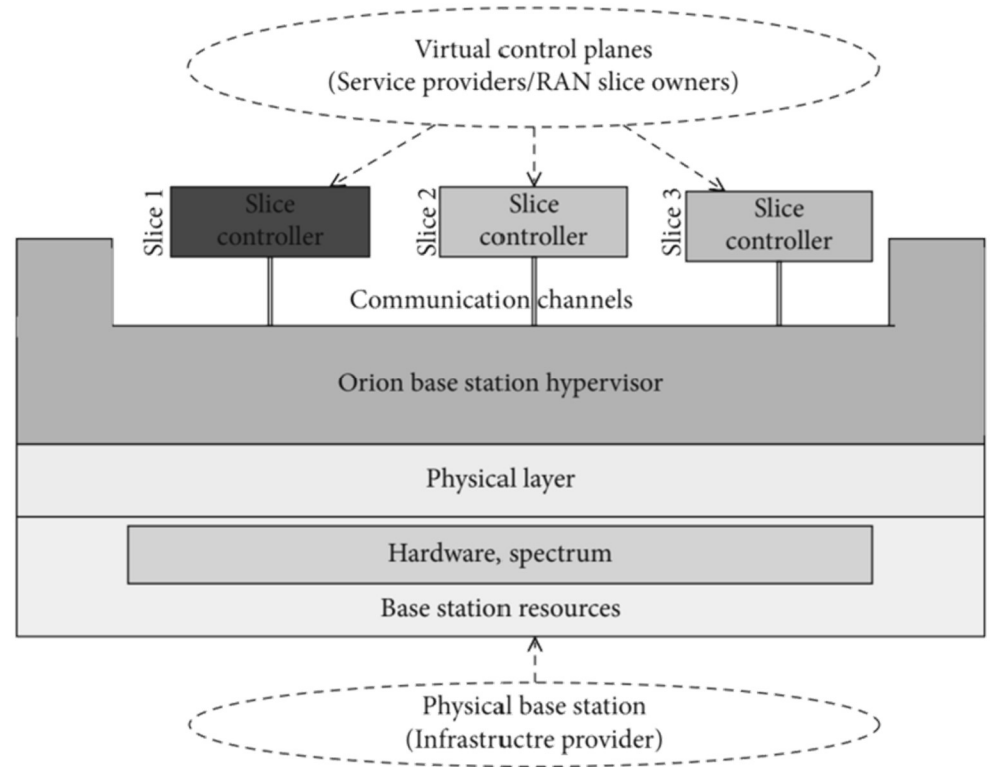 Virtual control planes
(Service providers/RAN slice owners)
Slice 1
Slice
controller
Slice 2
Slice
controller
Slice 3
Slice
controller
Communication channels
Orion base station hypervisor
Physical layer
Hardware, spectrum
Base station resources
Physical base station
(Infrastructre provider)